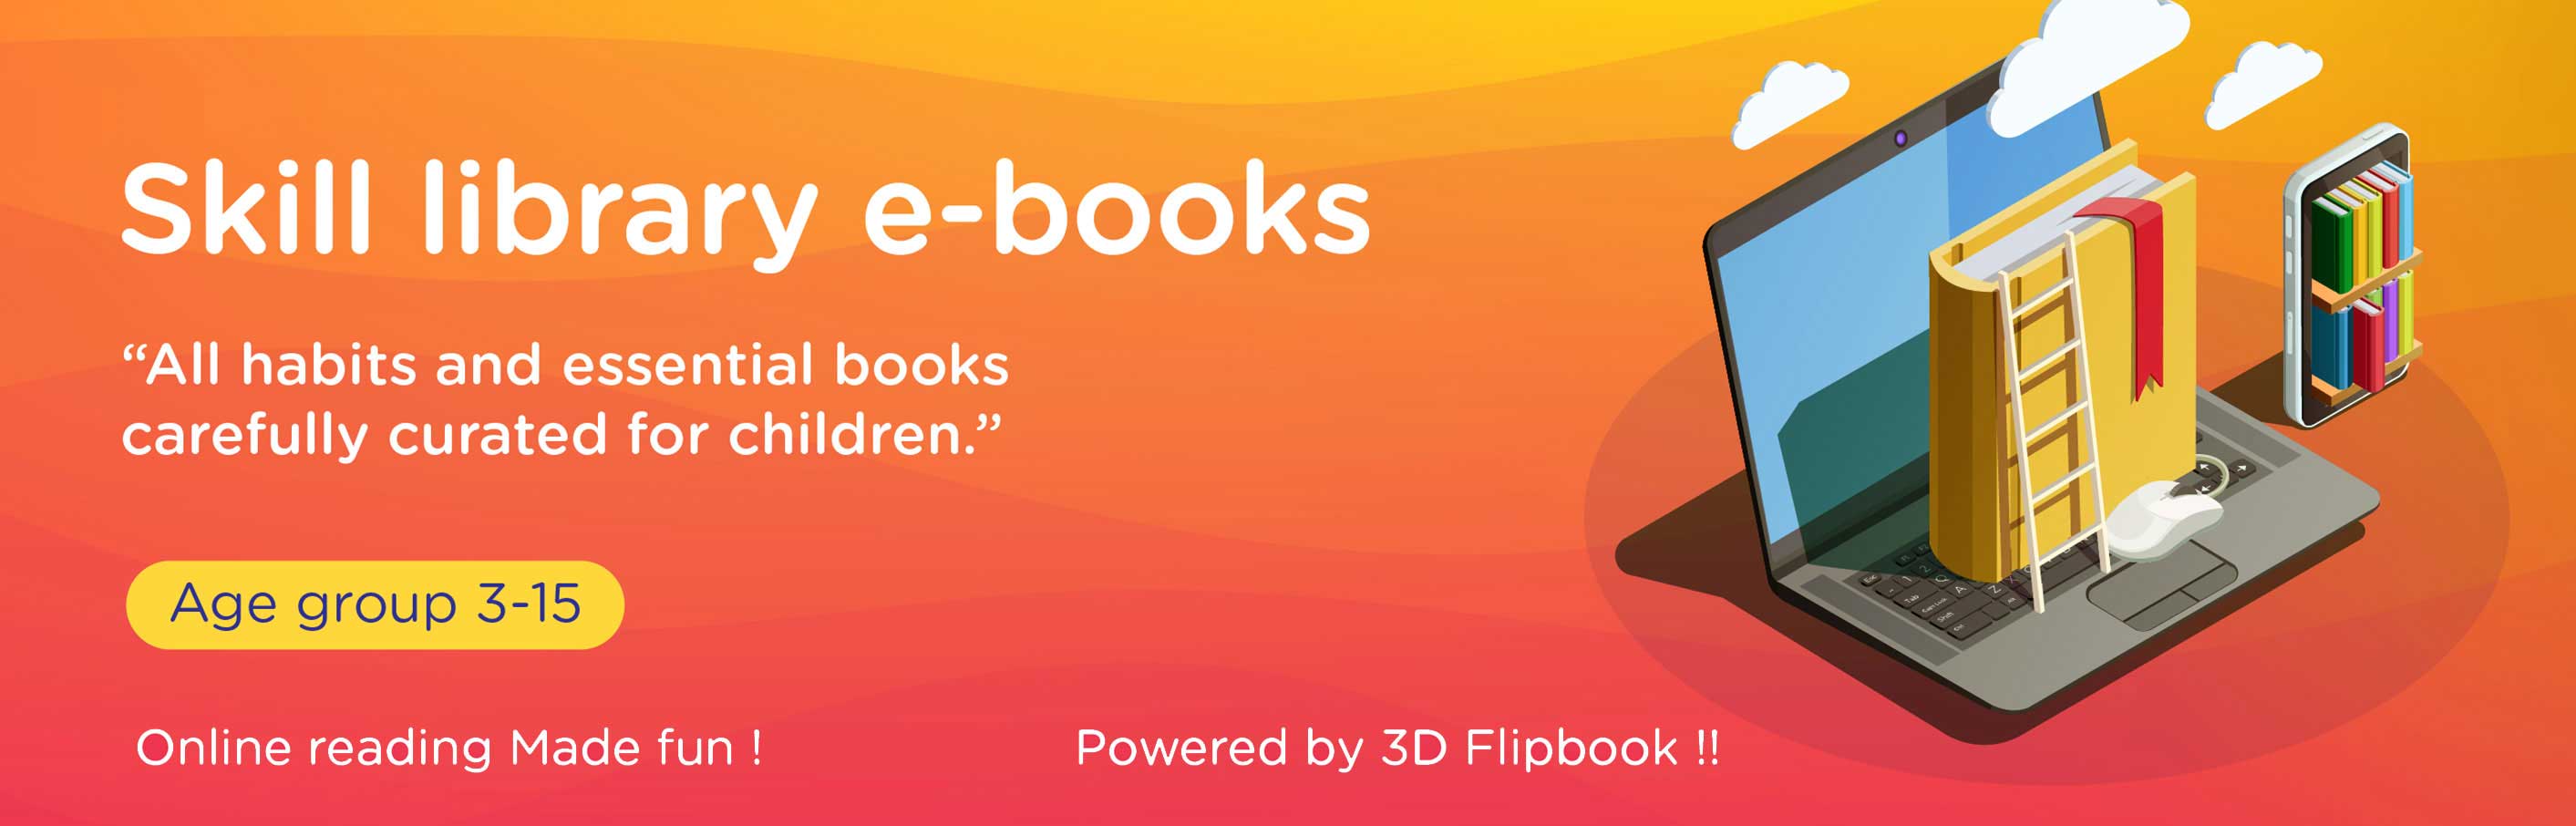 Skill library e-books
“All habits and essential books
carefully curated for children.”
Age group 3-15
Online reading Made fun !
Powered by 3D Flipbook !!